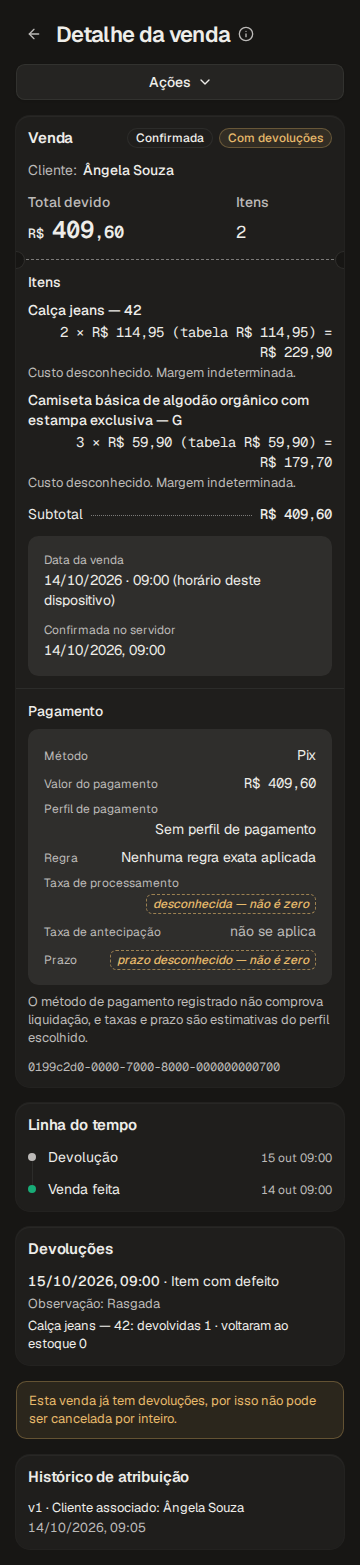 Detalhe da venda
Ações
Venda
Confirmada
Com devoluções
Cliente: Ângela Souza
Total devido
Itens
R$ 409,60
2
Itens
Calça jeans — 42
2 × R$ 114,95 (tabela R$ 114,95) =
R$ 229,90
Custo desconhecido. Margem indeterminada.
Camiseta básica de algodão orgânico com
estampa exclusiva — G
3 × R$ 59,90 (tabela R$ 59,90) =
R$ 179,70
Custo desconhecido. Margem indeterminada.
Subtotal R$ 409,60
Data da venda
14/10/2026 · 09:00 (horário deste
dispositivo)
Confirmada no servidor
14/10/2026, 09:00
Pagamento
Método Pix
Valor do pagamento R$ 409,60
Perfil de pagamento
Sem perfil de pagamento
Regra Nenhuma regra exata aplicada
Taxa de processamento
desconhecida — não é zero
Taxa de antecipação não se aplica
Prazo prazo desconhecido — não é zero
O método de pagamento registrado não comprova
liquidação, e taxas e prazo são estimativas do perfil
escolhido.
0199c2d0-0000-7000-8000-000000000700
Linha do tempo
Devolução 15 out 09:00
Venda feita 14 out 09:00
Devoluções
15/10/2026, 09:00 · Item com defeito
Observação: Rasgada
Calça jeans — 42: devolvidas 1 · voltaram ao
estoque 0
Esta venda já tem devoluções, por isso não pode
ser cancelada por inteiro.
Histórico de atribuição
v1 · Cliente associado: Ângela Souza
14/10/2026, 09:05